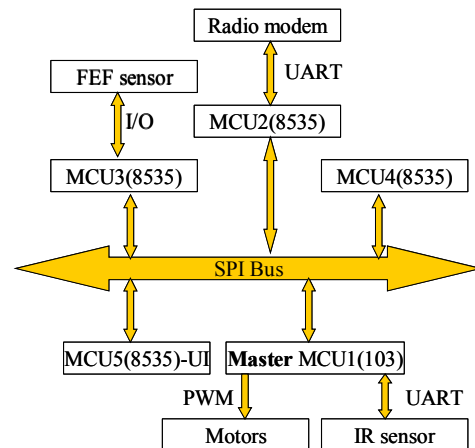 Radio modem
FEF sensor
UART
I/O
MCU2(8535)
MCU3(8535)
MCU4(8535)
SPI Bus
MCU5(8535)-UI
Master MCU1(103)
PWM
UART
Motors
IR sensor